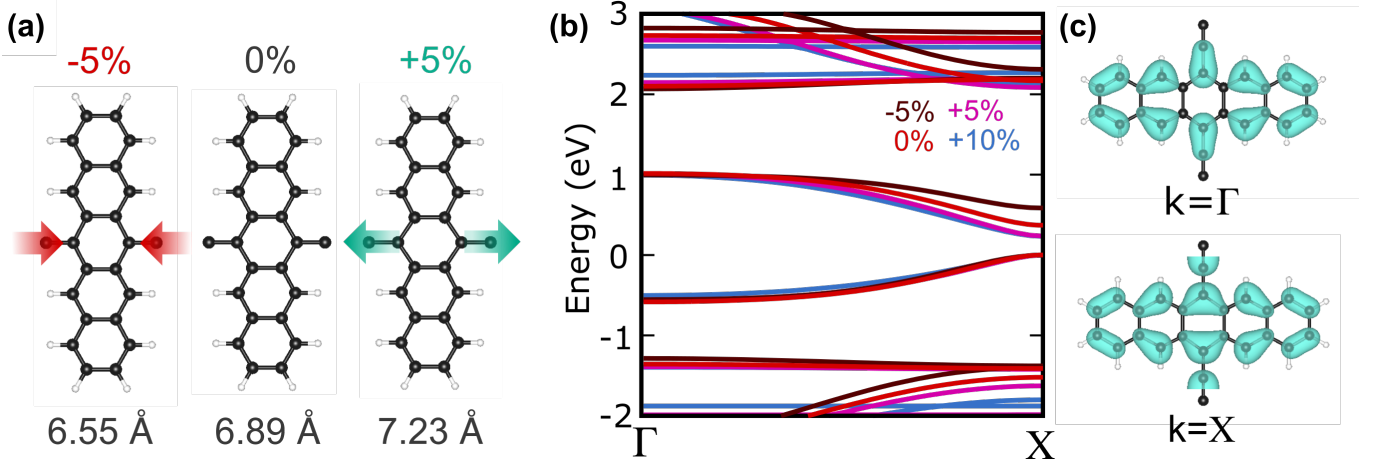 (a)
-5%
0%
+5%
6.55 Å
6.89 Å
7.23 Å
(b)
Energy (eV)
3
2
1
0
-1
-2
Γ
X
-5% +5%
0% +10%
(c)
k=Γ
k=X